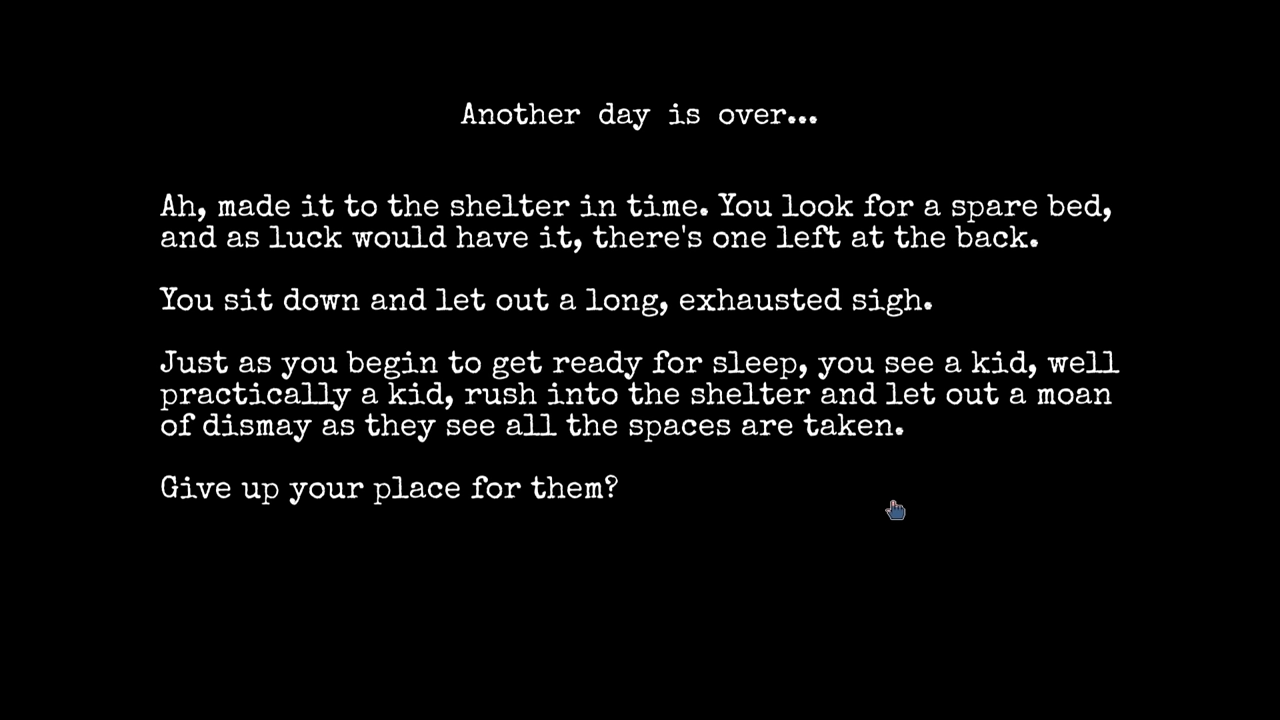 Another day is over...
Ah, made it to the shelter in time. You look for a spare bed,
and as luck would have it, there's one left at the back.
You sit down and let out a long, exhausted sigh.
Just as you begin to get ready for sleep, you see a kid, well
practically a kid, rush into the shelter and let out a moan
of dismay as they see all the spaces are taken.
Give up your place for them?